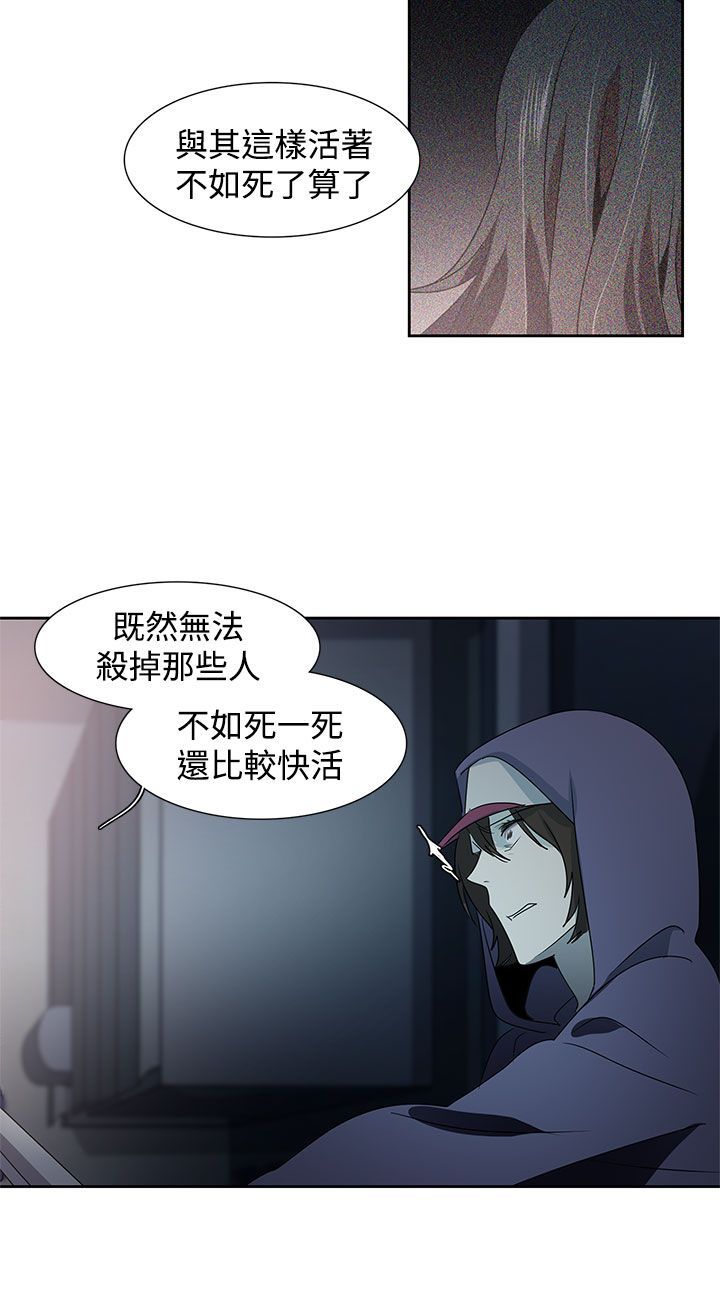 與其這樣活著
不如死了算了
既然無法
殺掉那些人
不如死一死
還比較快活